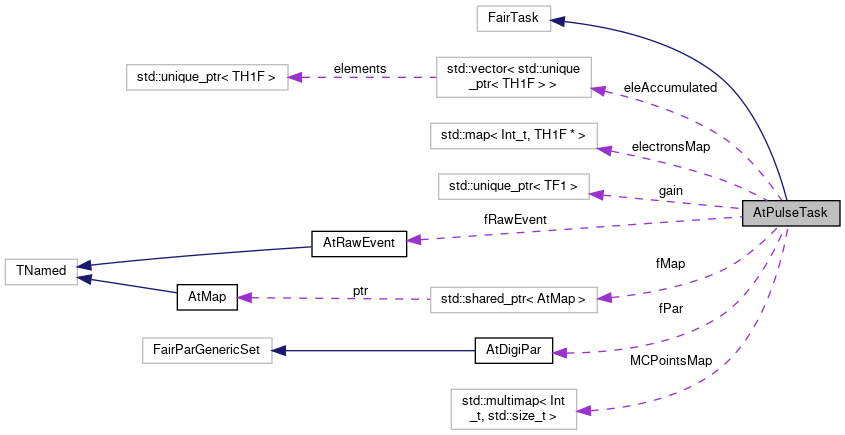 FairTask
std::unique_ptr< TH1F >
elements
std::vector< std::unique
_ptr< TH1F > >
eleAccumulated
std::map< Int_t, TH1F * >
electronsMap
std::unique_ptr< TF1 >
gain
AtPulseTask
fRawEvent
AtRawEvent
TNamed
fMap
AtMap
ptr
std::shared_ptr< AtMap >
fPar
FairParGenericSet
AtDigiPar
MCPointsMap
std::multimap< Int
_t, std::size_t >